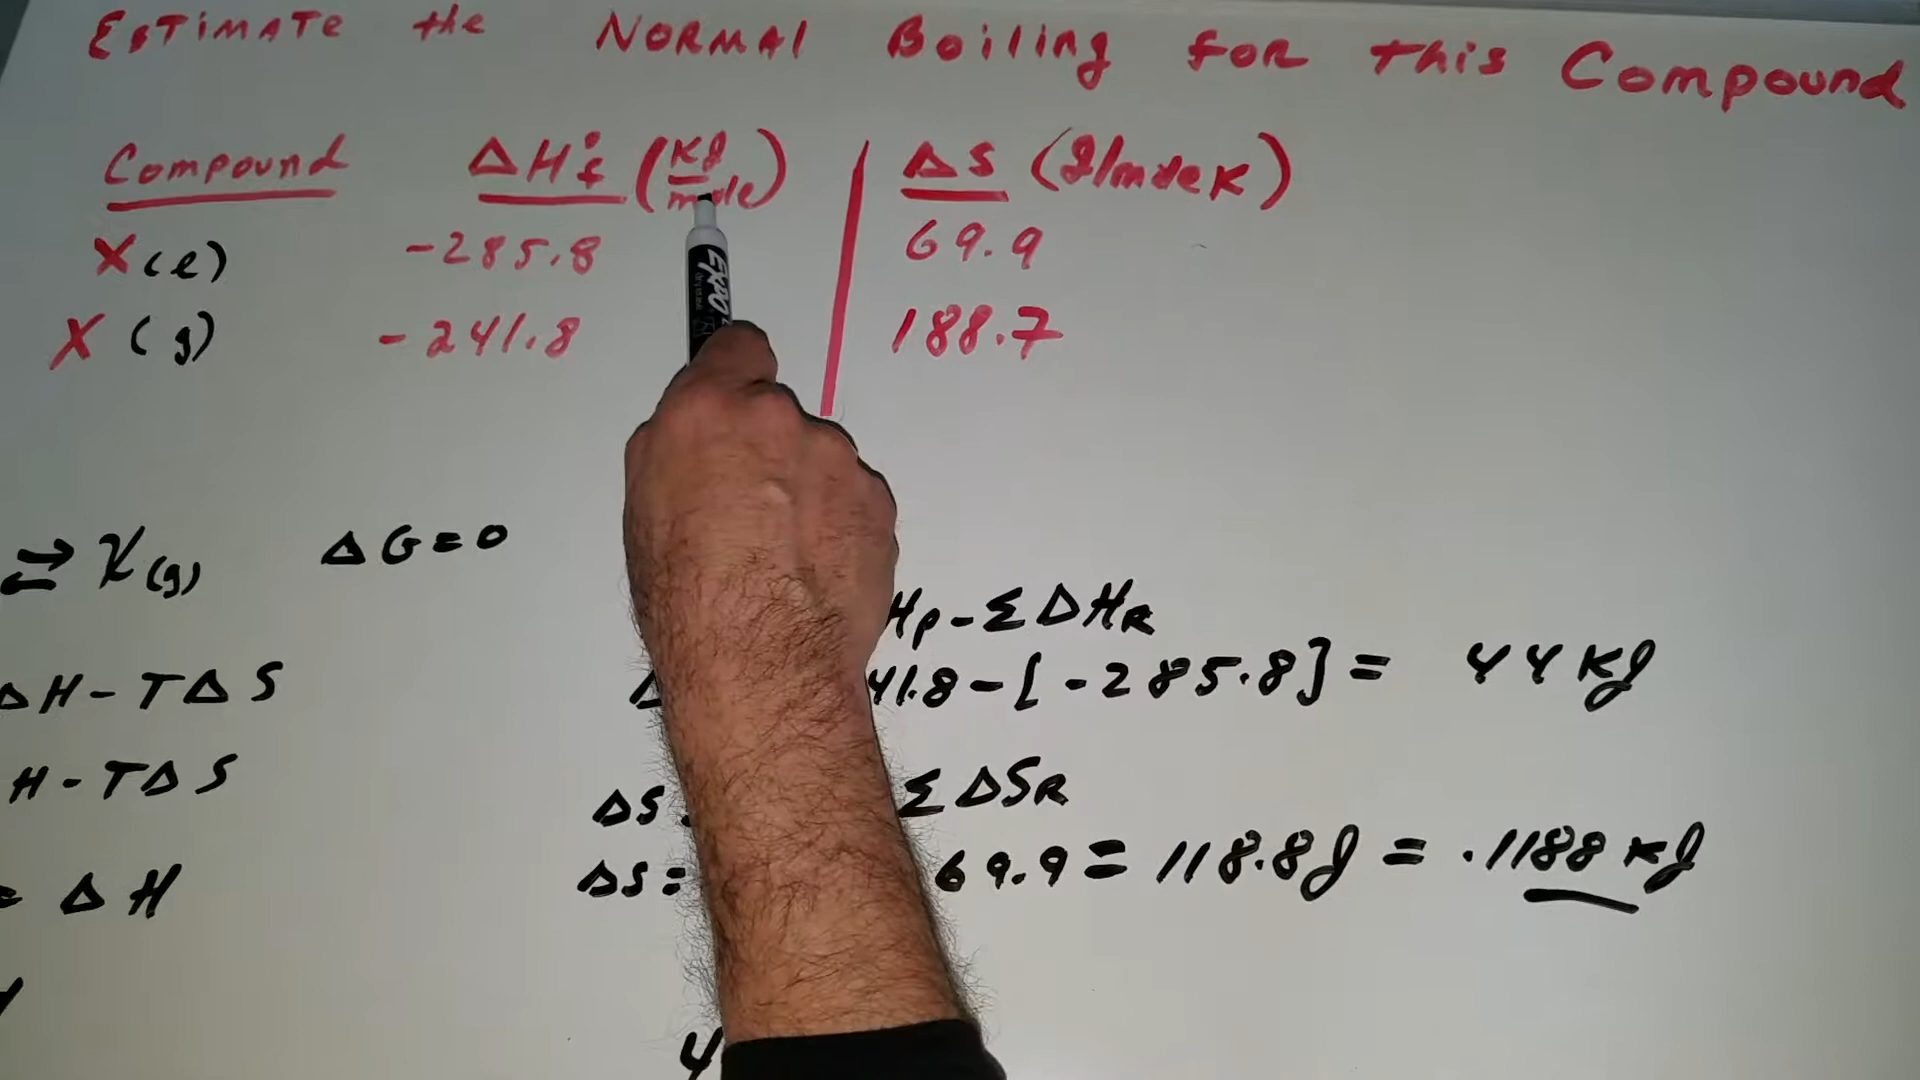 ESTIMATE the NORMAL Boiling for this Compound
Compound ΔH°f (KJ/mole) ΔS (J/mole K)
X(l) -285.8 69.9
X(g) -241.8 188.7
EXPO
⇄ X(g) ΔG=0
Hp-ΣΔHR
ΔH-TΔS 41.8-[-285.8]= 44KJ
H-TΔS ΣΔSR
ΔS
= ΔH ΔS= 69.9=118.8J = .1188 KJ